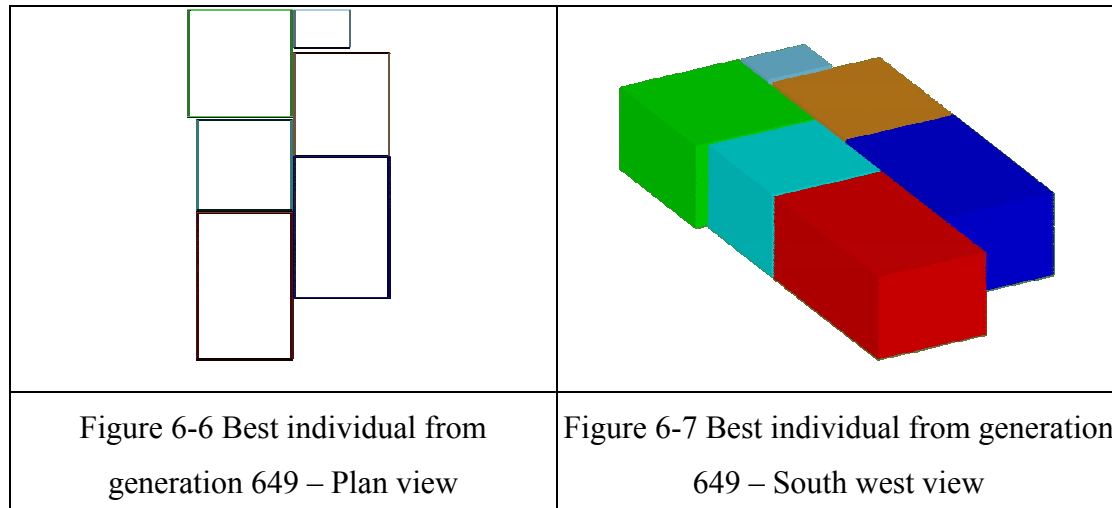 Figure 6-6 Best individual from
generation 649 – Plan view
Figure 6-7 Best individual from generation
649 – South west view